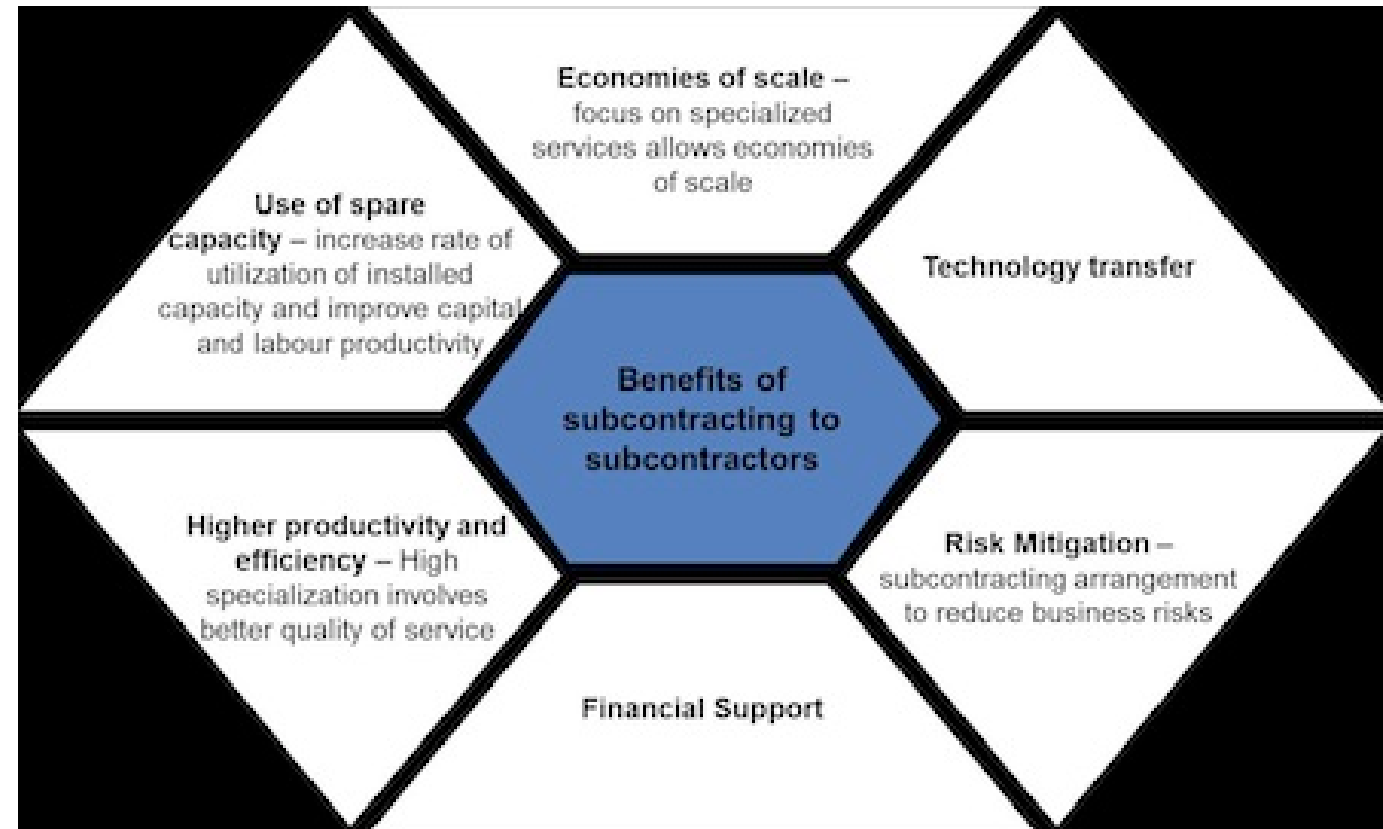 Economies of scale –
focus on specialized
services allows economies
of scale
Use of spare
capacity – increase rate of
utilization of installed
capacity and improve capital
and labour productivity
Technology transfer
Benefits of
subcontracting to
subcontractors
Higher productivity and
efficiency – High
specialization involves
better quality of service
Risk Mitigation –
subcontracting arrangement
to reduce business risks
Financial Support